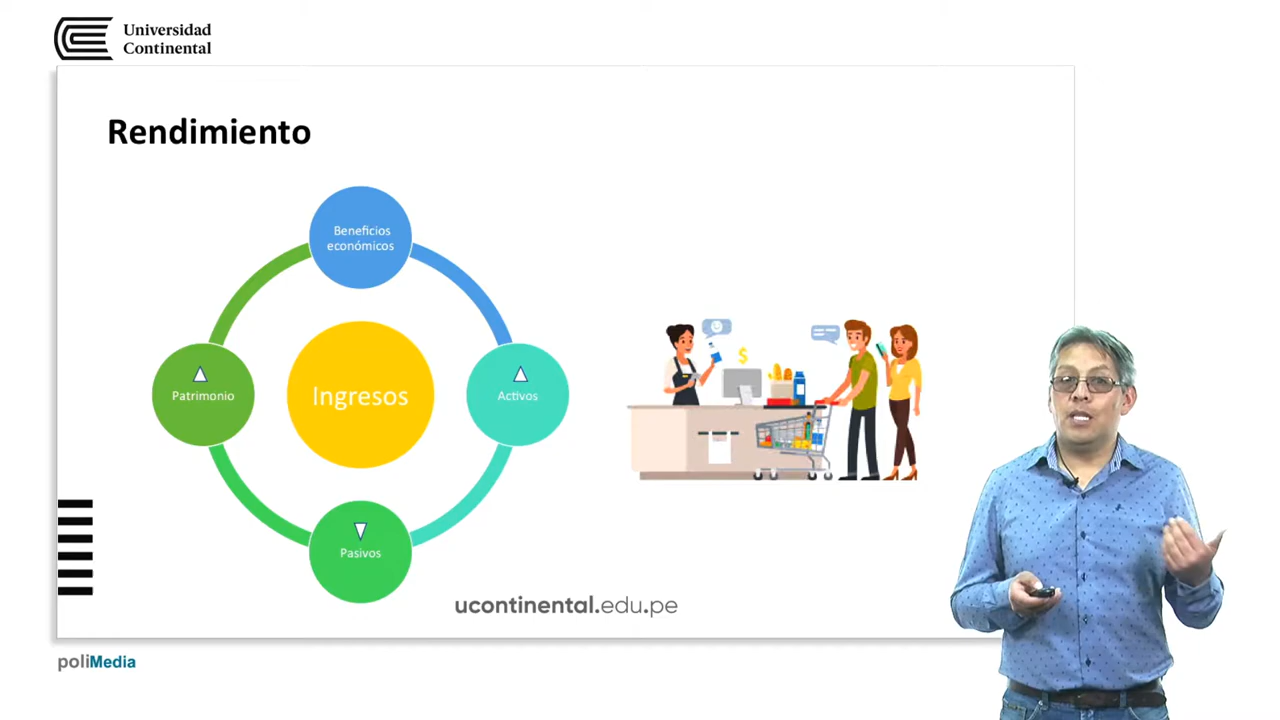 Universidad
Continental
Rendimiento
Beneficios
económicos
Patrimonio
Ingresos
Activos
$
Pasivos
ucontinental.edu.pe
poliMedia